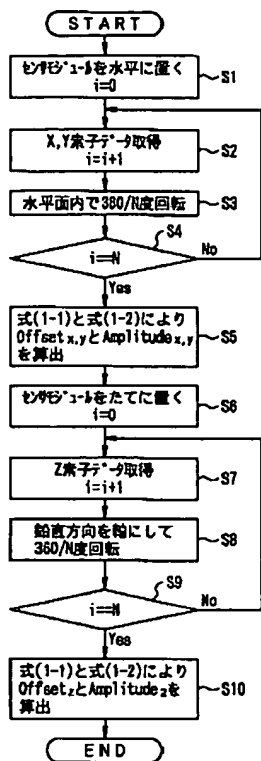 START
センサモジュールを水平に置く
i=0
S1
X,Y素子データ取得
i=i+1
S2
水平面内で380/N度回転
S3
S4
i==N
No
Yes
式(1-1)と式(1-2)により
Offsetx,yとAmplitudex,y
を算出
S5
センサモジュールをたてに置く
i=0
S6
Z素子データ取得
i=i+1
S7
鉛直方向を軸にして
360/N度回転
S8
S9
i==N
No
Yes
式(1-1)と式(1-2)により
OffsetzとAmplitudezを
算出
S10
END